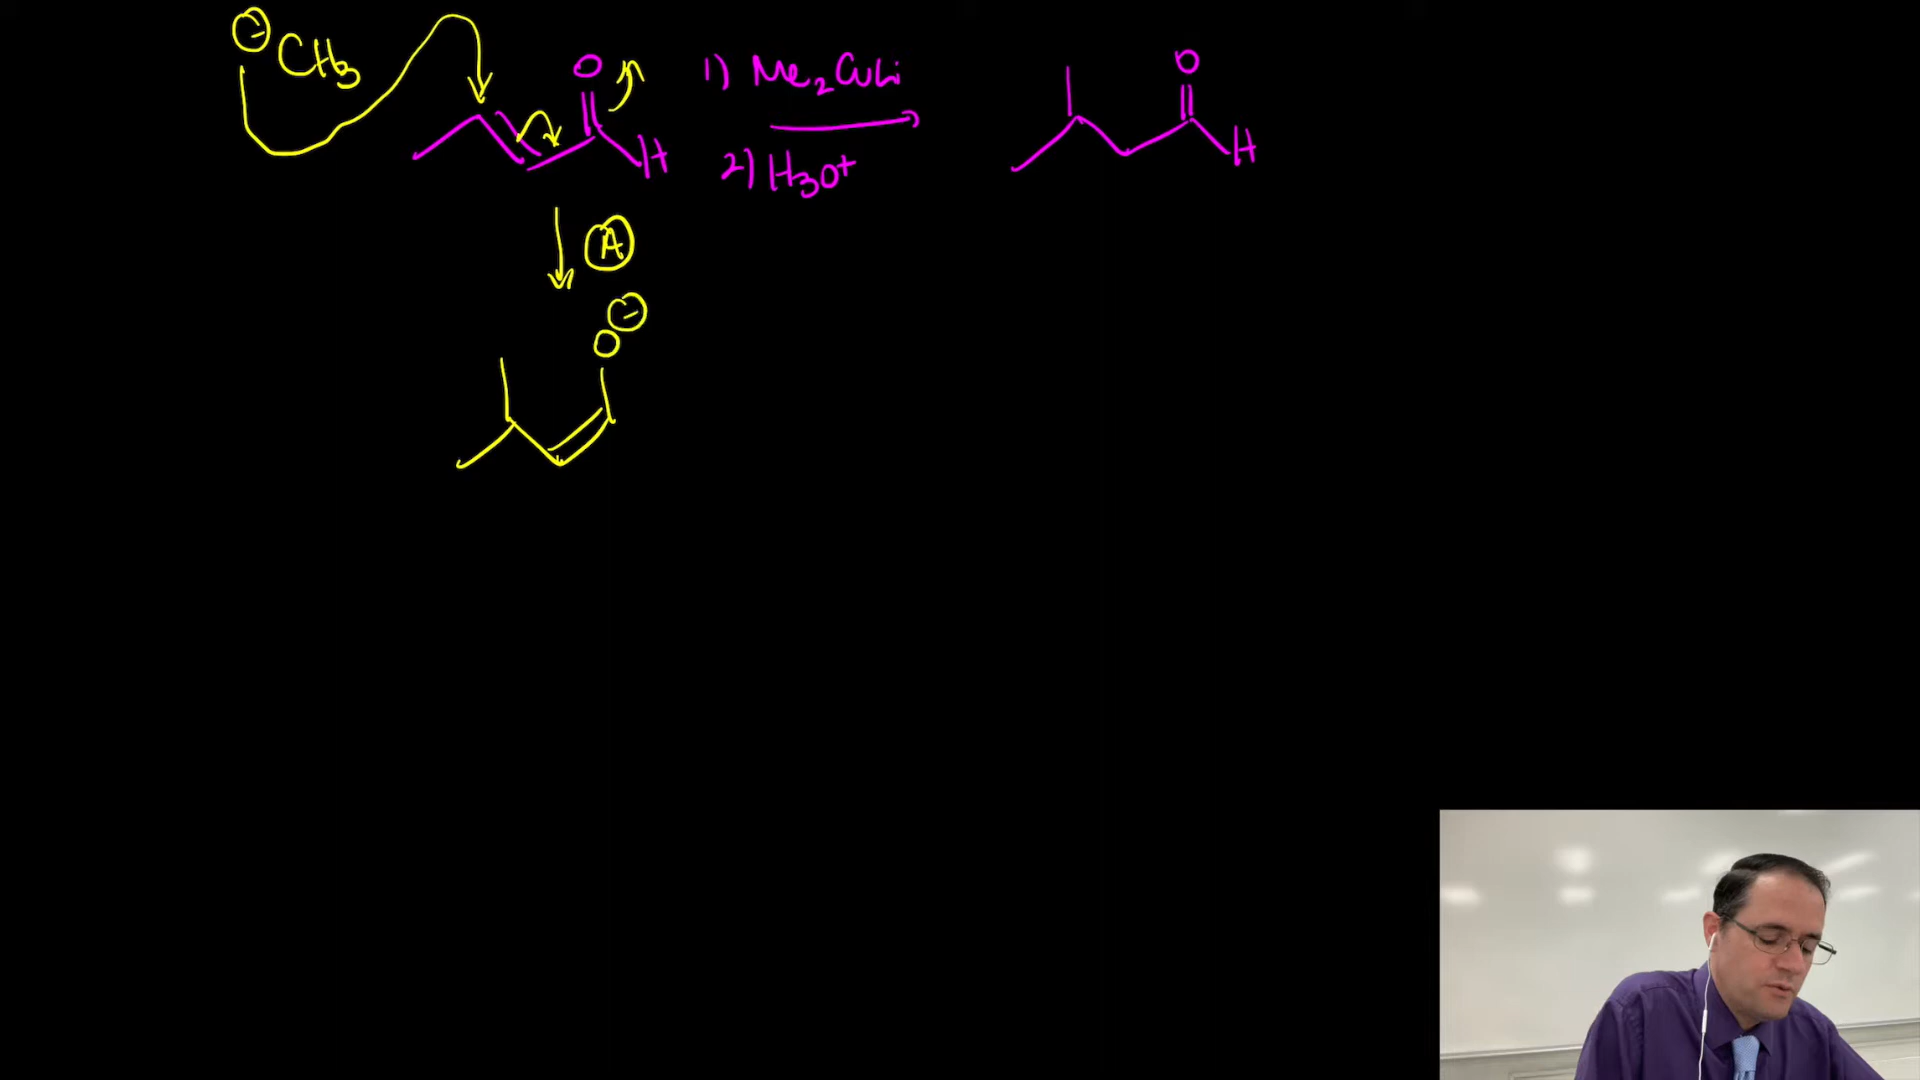 ⊖CH₃
O
H
1) Me₂CuLi
2) H₃O+
O
H
A
O⊖